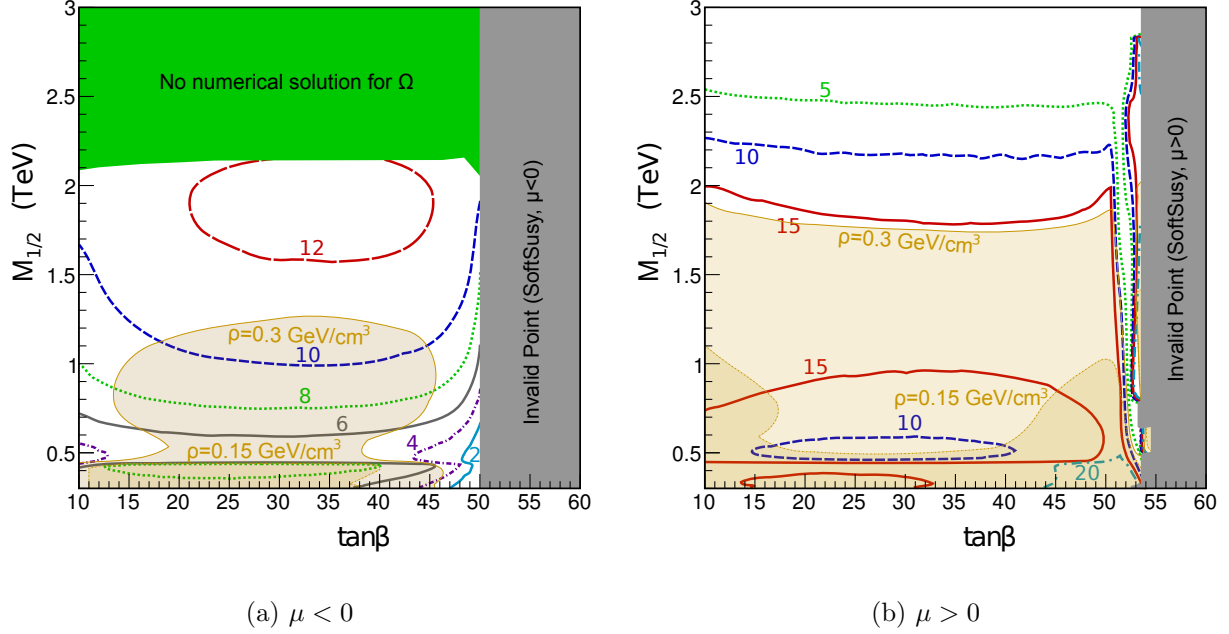 3
2.5
2
1.5
1
0.5
M1/2 (TeV)
No numerical solution for Ω
12
ρ=0.3 GeV/cm³
10
8
6
4
ρ=0.15 GeV/cm³
2
Invalid Point (SoftSusy, μ<0)
10 15 20 25 30 35 40 45 50 55 60
tanβ
(a) μ < 0
3
2.5
2
1.5
1
0.5
M1/2 (TeV)
5
10
15
ρ=0.3 GeV/cm³
15
ρ=0.15 GeV/cm³
10
20
Invalid Point (SoftSusy, μ>0)
10 15 20 25 30 35 40 45 50 55 60
tanβ
(b) μ > 0